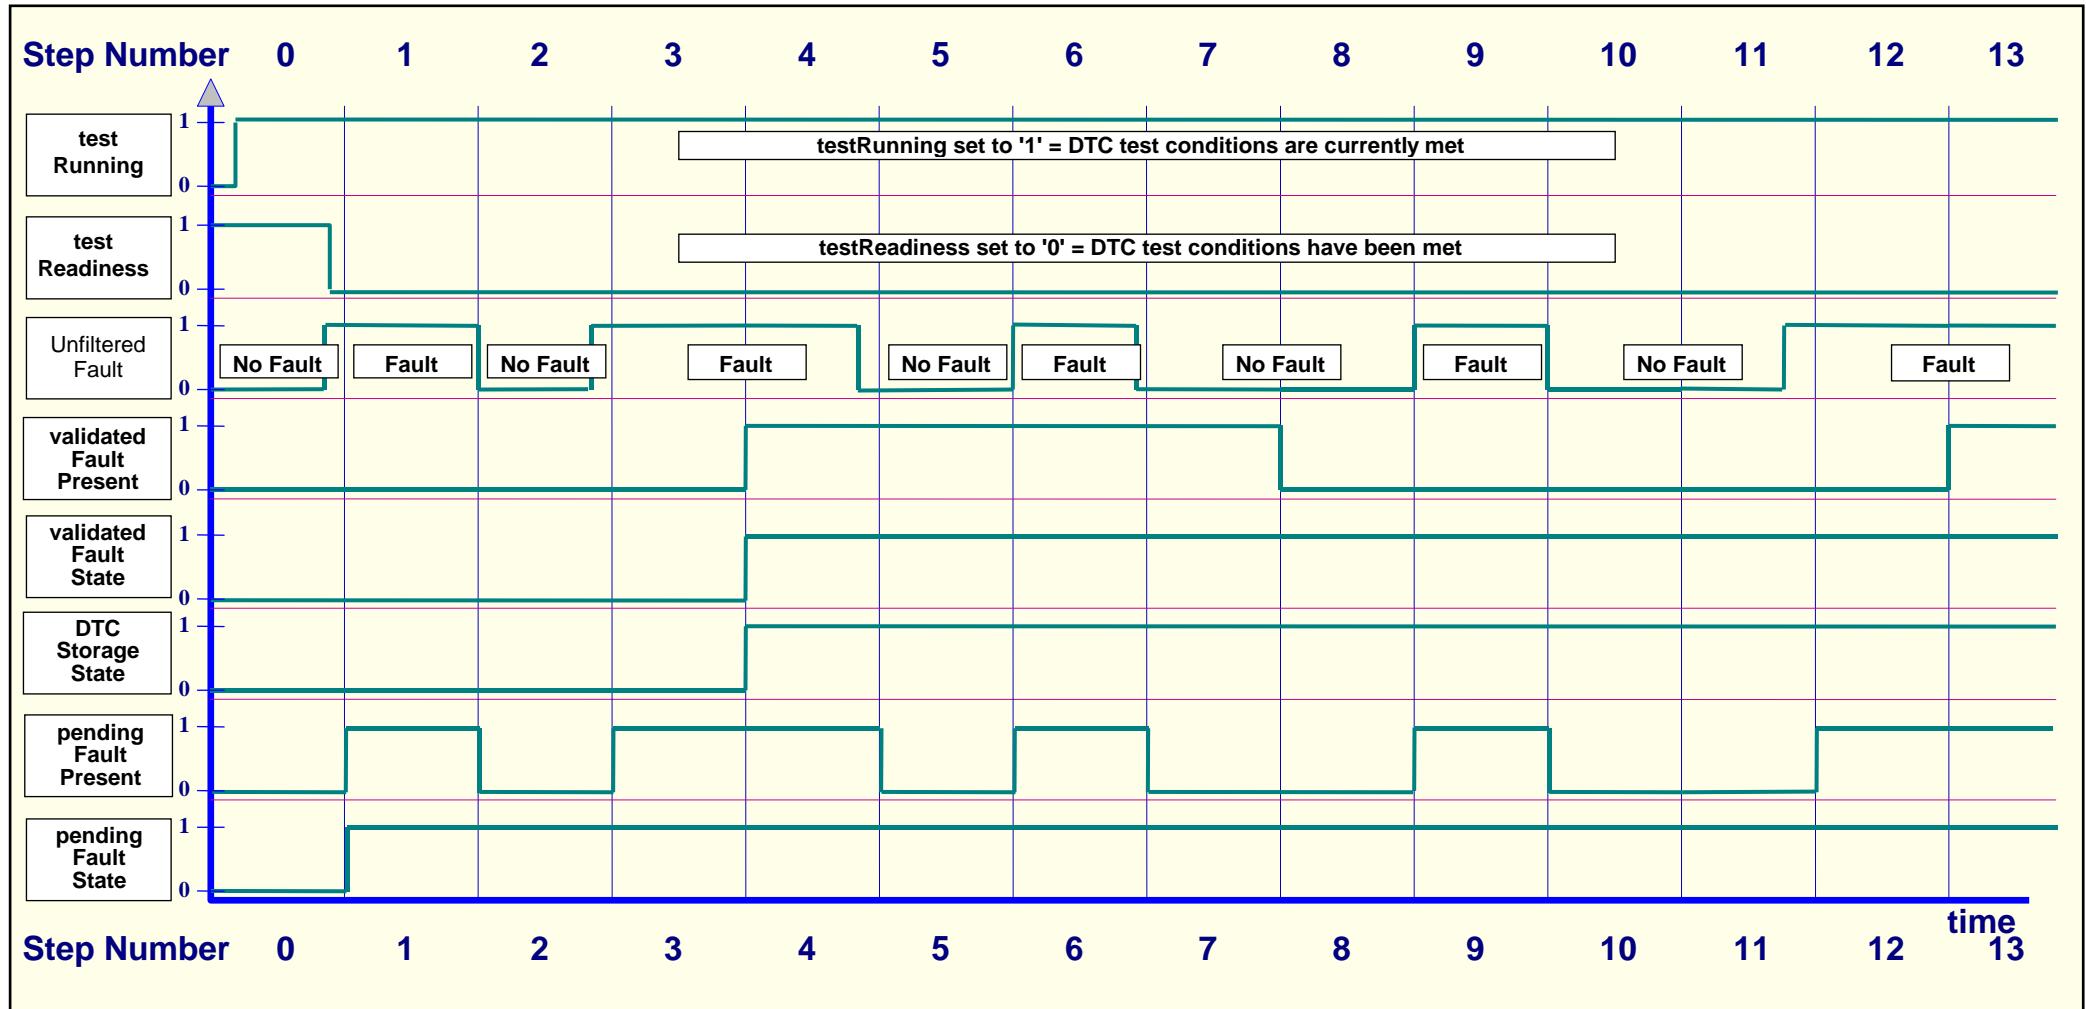 Step Number 0 1 2 3 4 5 6 7 8 9 10 11 12 13
test
Running
1
0
testRunning set to '1' = DTC test conditions are currently met
test
Readiness
1
0
testReadiness set to '0' = DTC test conditions have been met
Unfiltered
Fault
1
0
No Fault
Fault
No Fault
Fault
No Fault
Fault
No Fault
Fault
No Fault
Fault
validated
Fault
Present
1
0
validated
Fault
State
1
0
DTC
Storage
State
1
0
pending
Fault
Present
1
0
pending
Fault
State
1
0
time
Step Number 0 1 2 3 4 5 6 7 8 9 10 11 12 13